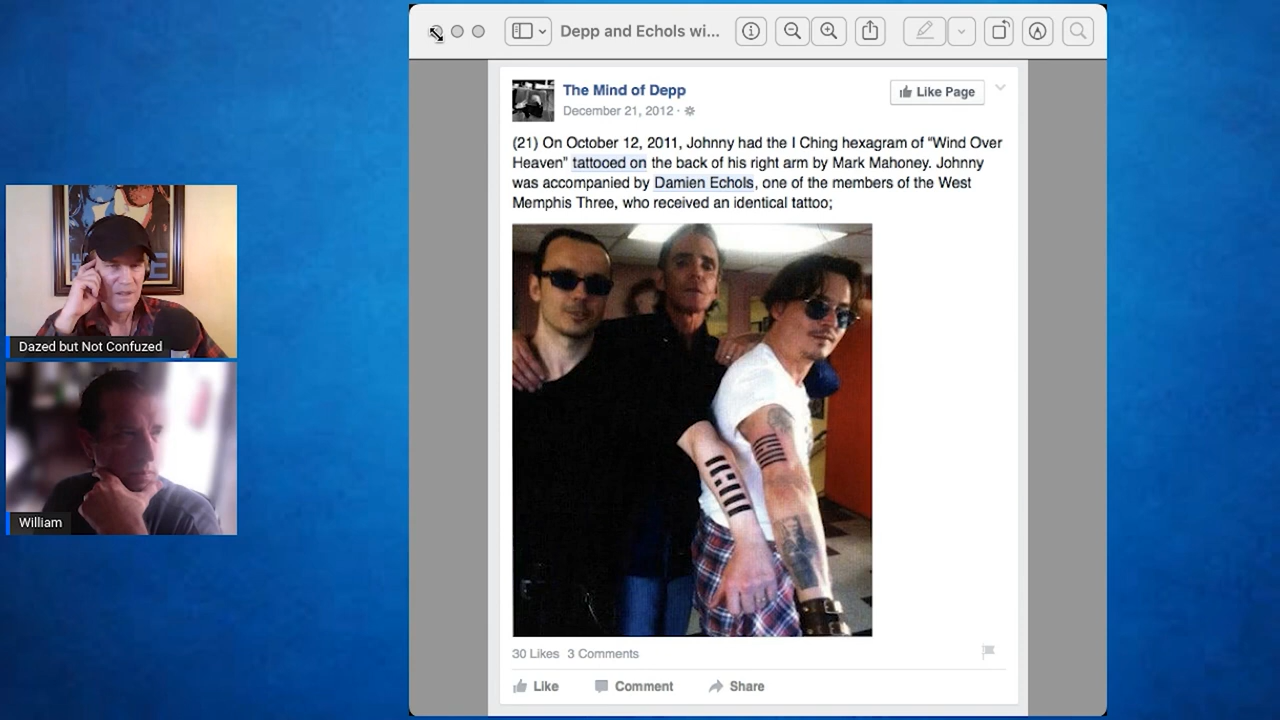 Depp and Echols wi...
The Mind of Depp
December 21, 2012 ·
Like Page
(21) On October 12, 2011, Johnny had the I Ching hexagram of “Wind Over
Heaven” tattooed on the back of his right arm by Mark Mahoney. Johnny
was accompanied by Damien Echols, one of the members of the West
Memphis Three, who received an identical tattoo;
30 Likes 3 Comments
Like Comment Share
Dazed but Not Confuzed
William